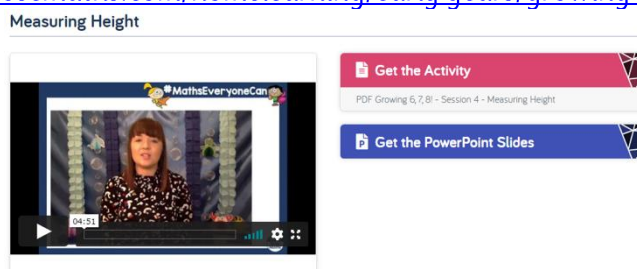 Measuring Height
#MathsEveryoneCan
04:51
Get the Activity
PDF Growing 6, 7, 8! - Session 4 - Measuring Height
Get the PowerPoint Slides